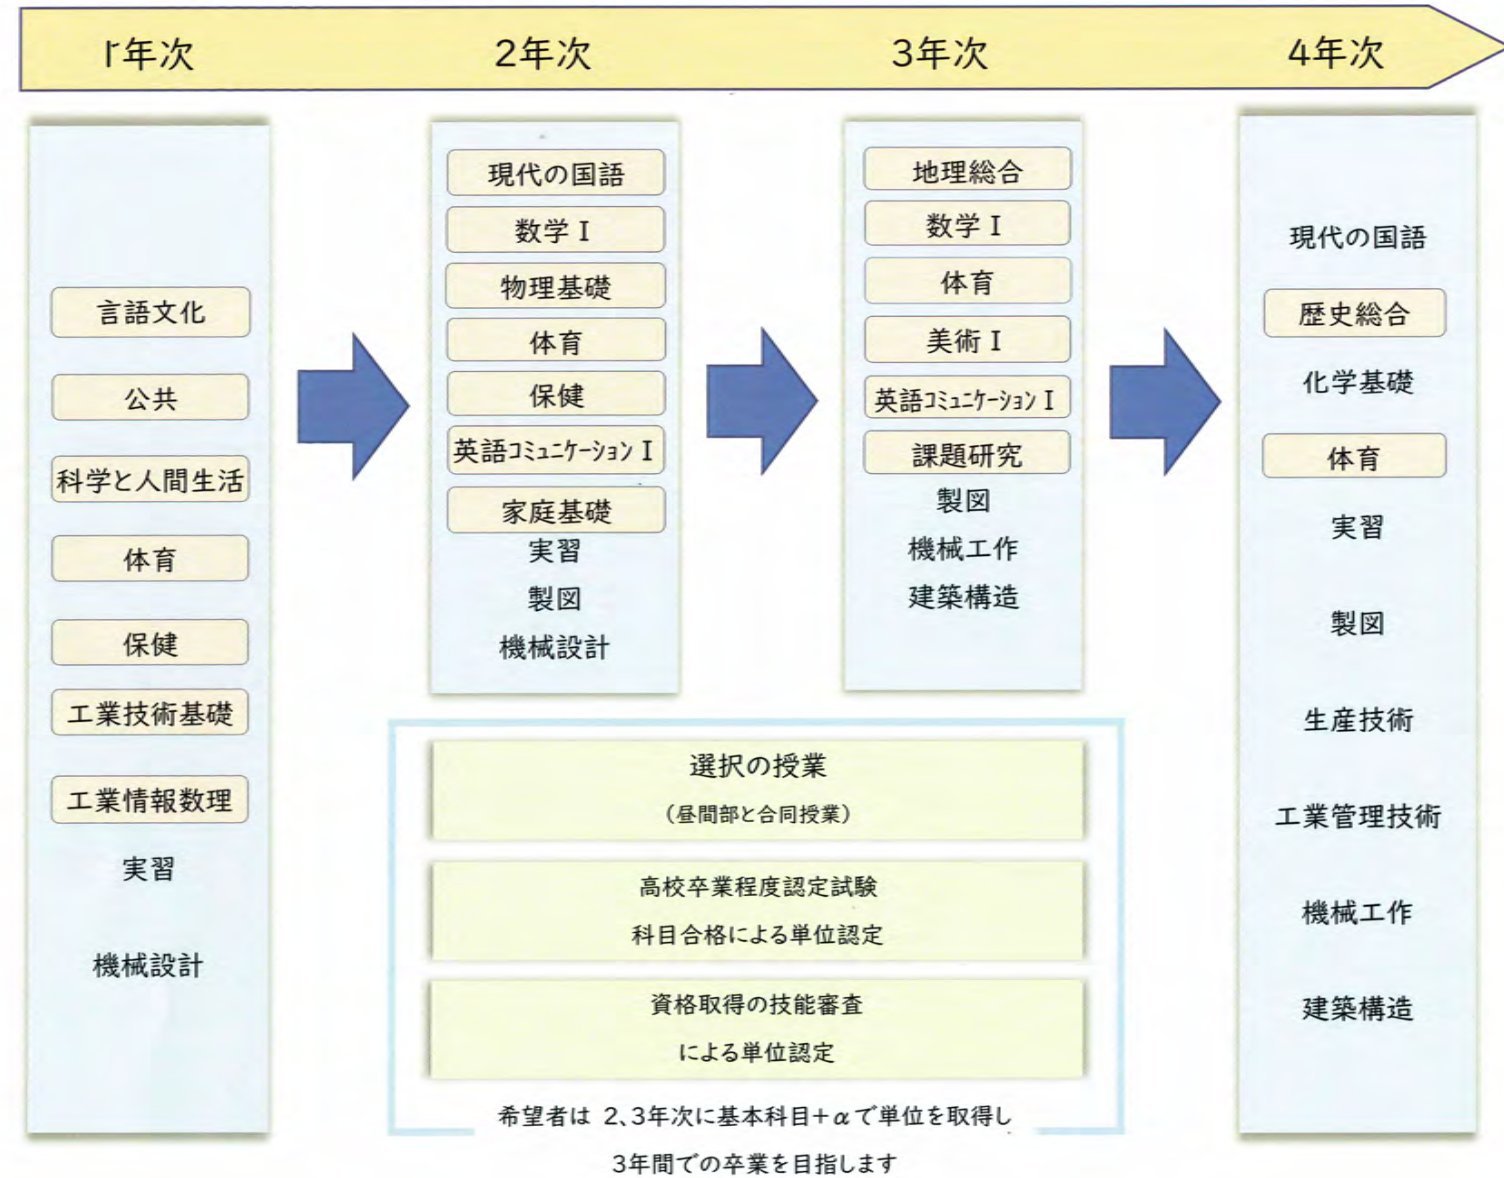 1年次
2年次
3年次
4年次
言語文化
公共
科学と人間生活
体育
保健
工業技術基礎
工業情報数理
実習
機械設計
現代の国語
数学Ⅰ
物理基礎
体育
保健
英語コミュニケーションⅠ
家庭基礎
実習
製図
機械設計
地理総合
数学Ⅰ
体育
美術Ⅰ
英語コミュニケーションⅠ
課題研究
製図
機械工作
建築構造
現代の国語
歴史総合
化学基礎
体育
実習
製図
生産技術
工業管理技術
機械工作
建築構造
選択の授業
(昼間部と合同授業)
高校卒業程度認定試験
科目合格による単位認定
資格取得の技能審査
による単位認定
希望者は 2、3年次に基本科目+αで単位を取得し
3年間での卒業を目指します